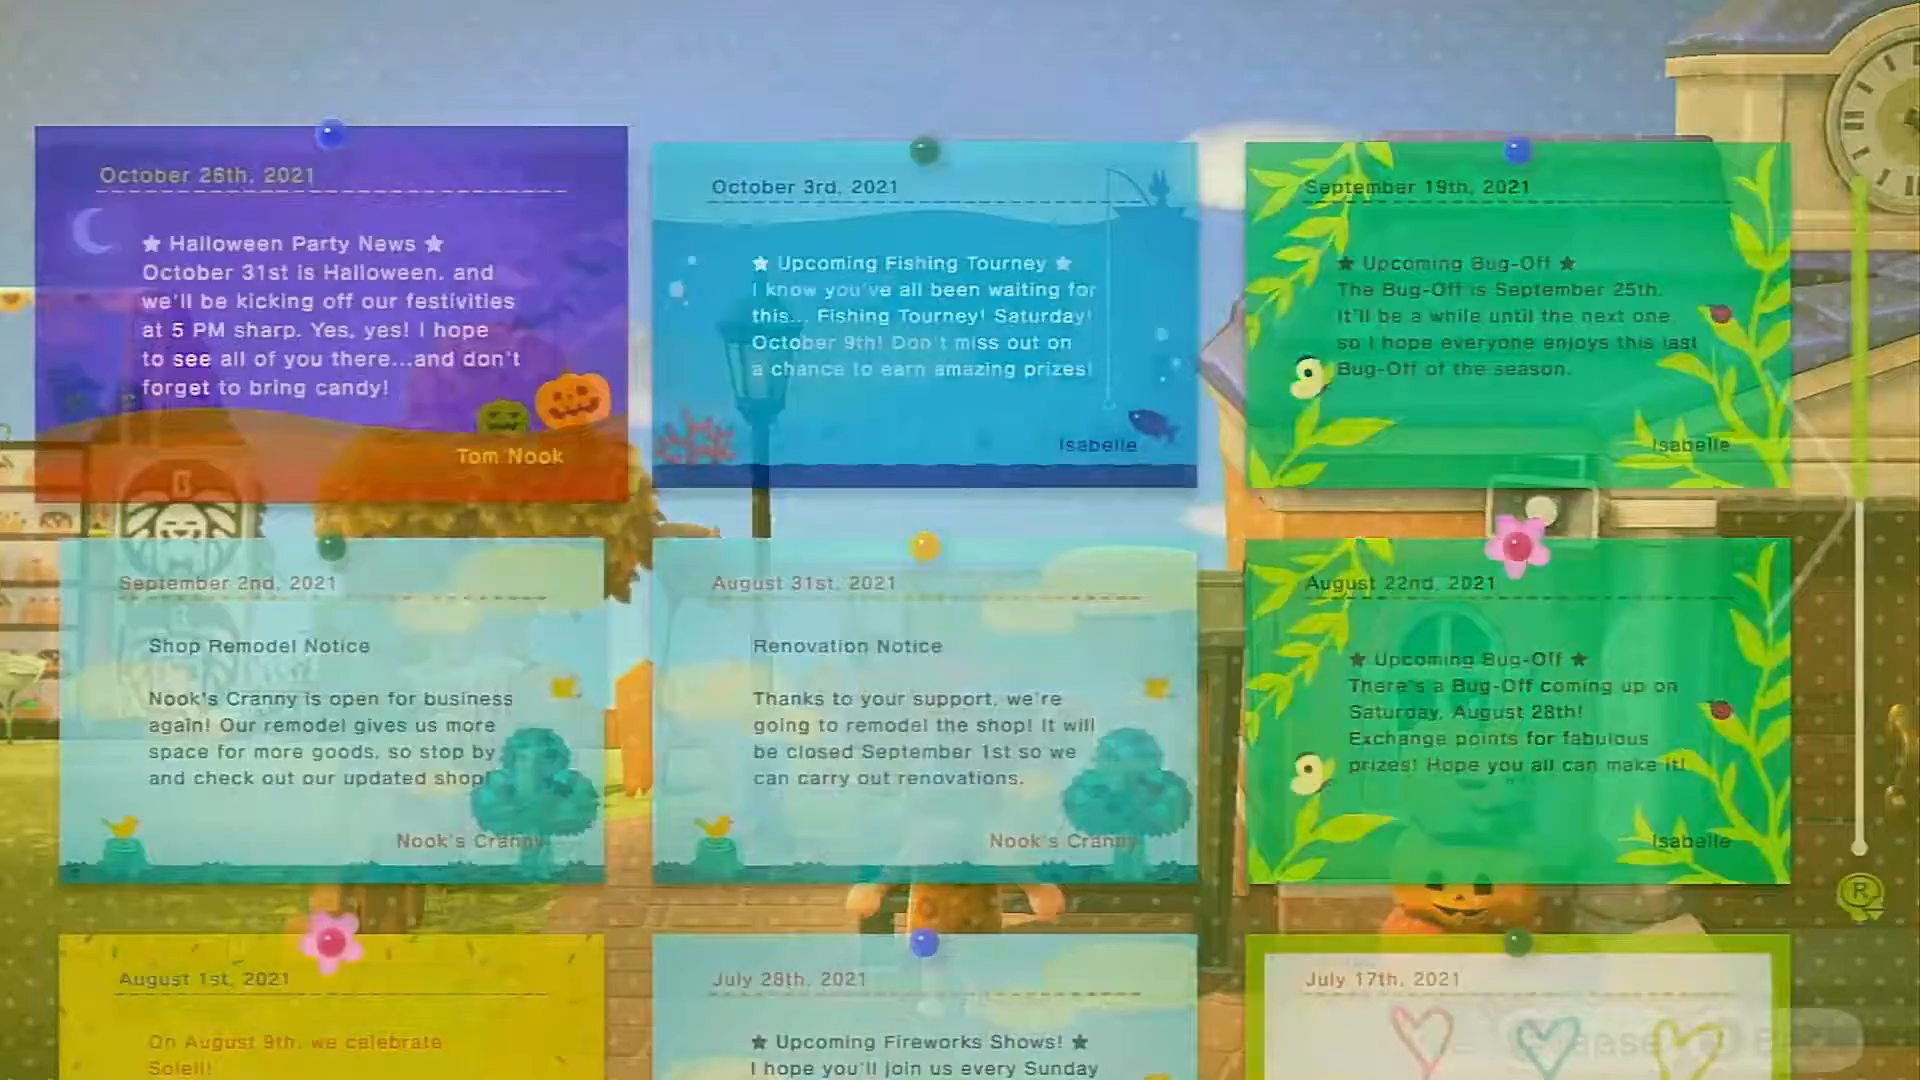 October 26th, 2021
★ Halloween Party News ★
October 31st is Halloween, and
we'll be kicking off our festivities
at 5 PM sharp. Yes, yes! I hope
to see all of you there...and don't
forget to bring candy!
Tom Nook
October 3rd, 2021
★ Upcoming Fishing Tourney ★
I know you've all been waiting for
this... Fishing Tourney! Saturday!
October 9th! Don't miss out on
a chance to earn amazing prizes!
Isabelle
September 19th, 2021
★ Upcoming Bug-Off ★
The Bug-Off is September 25th.
It'll be a while until the next one,
so I hope everyone enjoys this last
Bug-Off of the season.
Isabelle
September 2nd, 2021
Shop Remodel Notice
Nook's Cranny is open for business
again! Our remodel gives us more
space for more goods, so stop by
and check out our updated shop!
Nook's Cranny
August 31st, 2021
Renovation Notice
Thanks to your support, we're
going to remodel the shop! It will
be closed September 1st so we
can carry out renovations.
Nook's Cranny
August 22nd, 2021
★ Upcoming Bug-Off ★
There's a Bug-Off coming up on
Saturday, August 28th!
Exchange points for fabulous
prizes! Hope you all can make it!
Isabelle
R
August 1st, 2021
On August 9th, we celebrate
Soleil!
July 28th, 2021
★ Upcoming Fireworks Shows! ★
I hope you'll join us every Sunday
July 17th, 2021